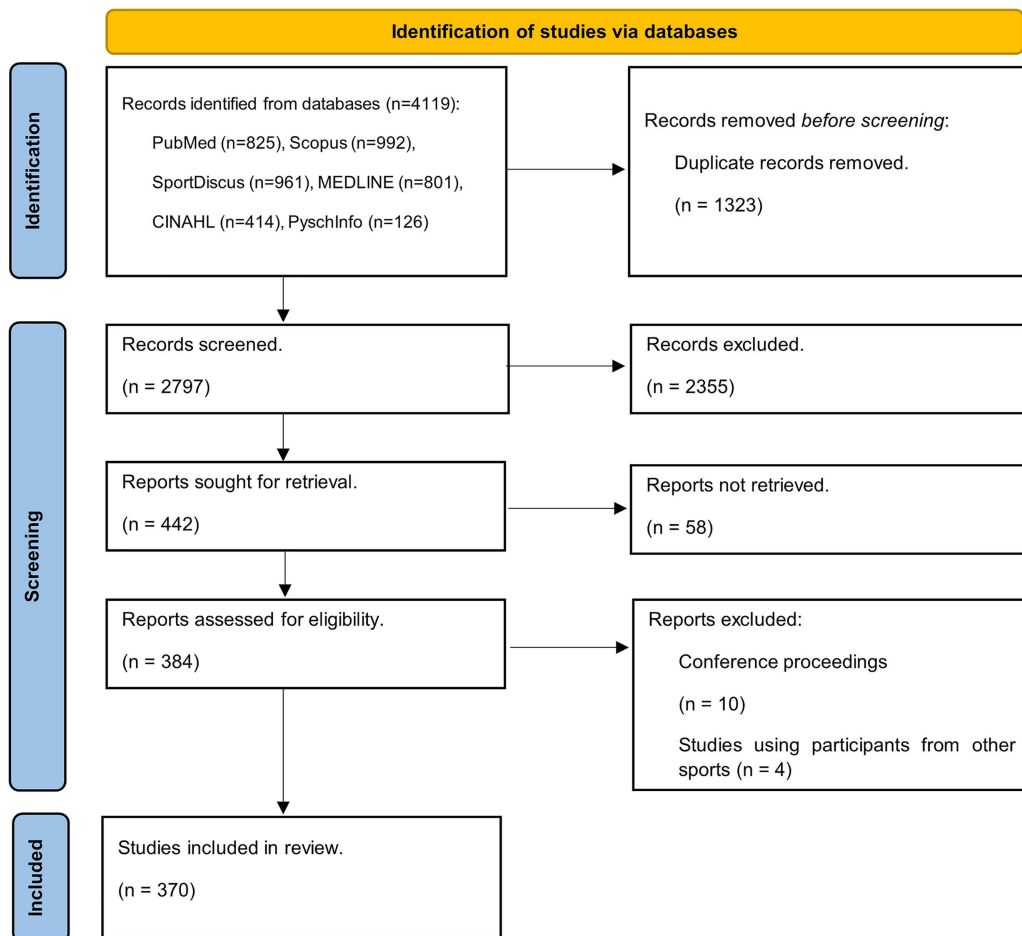 Identification of studies via databases
Identification
Records identified from databases (n=4119):
PubMed (n=825), Scopus (n=992),
SportDiscus (n=961), MEDLINE (n=801),
CINAHL (n=414), PyschInfo (n=126)
Records removed before screening:
Duplicate records removed.
(n = 1323)
Screening
Records screened.
(n = 2797)
Records excluded.
(n = 2355)
Reports sought for retrieval.
(n = 442)
Reports not retrieved.
(n = 58)
Reports assessed for eligibility.
(n = 384)
Reports excluded:
Conference proceedings
(n = 10)
Studies using participants from other
sports (n = 4)
Included
Studies included in review.
(n = 370)